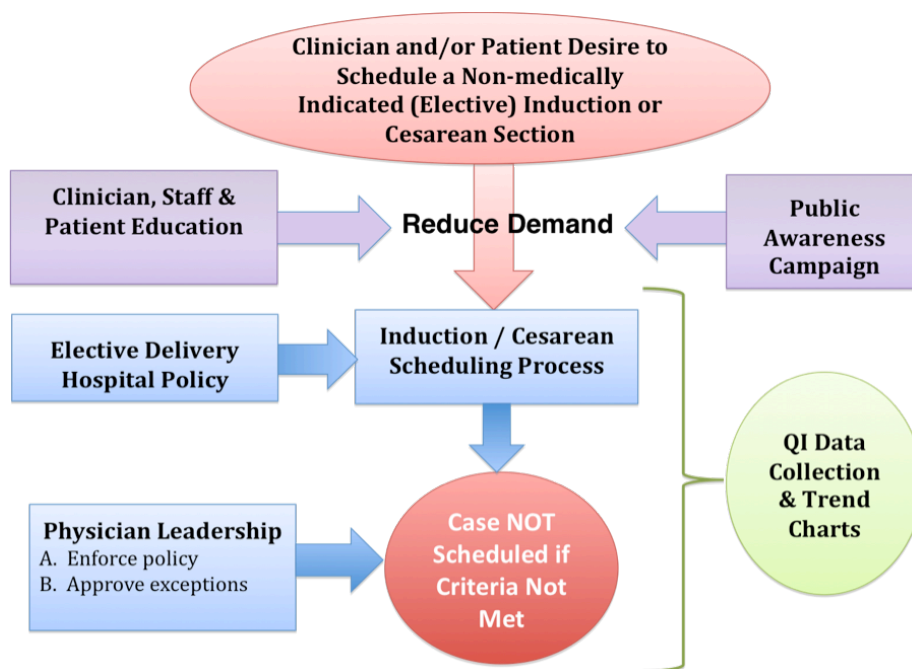 Clinician and/or Patient Desire to
Schedule a Non-medically
Indicated (Elective) Induction or
Cesarean Section
Clinician, Staff &
Patient Education
Reduce Demand
Public
Awareness
Campaign
Elective Delivery
Hospital Policy
Induction / Cesarean
Scheduling Process
QI Data
Collection
& Trend
Charts
Physician Leadership
A. Enforce policy
B. Approve exceptions
Case NOT
Scheduled if
Criteria Not
Met